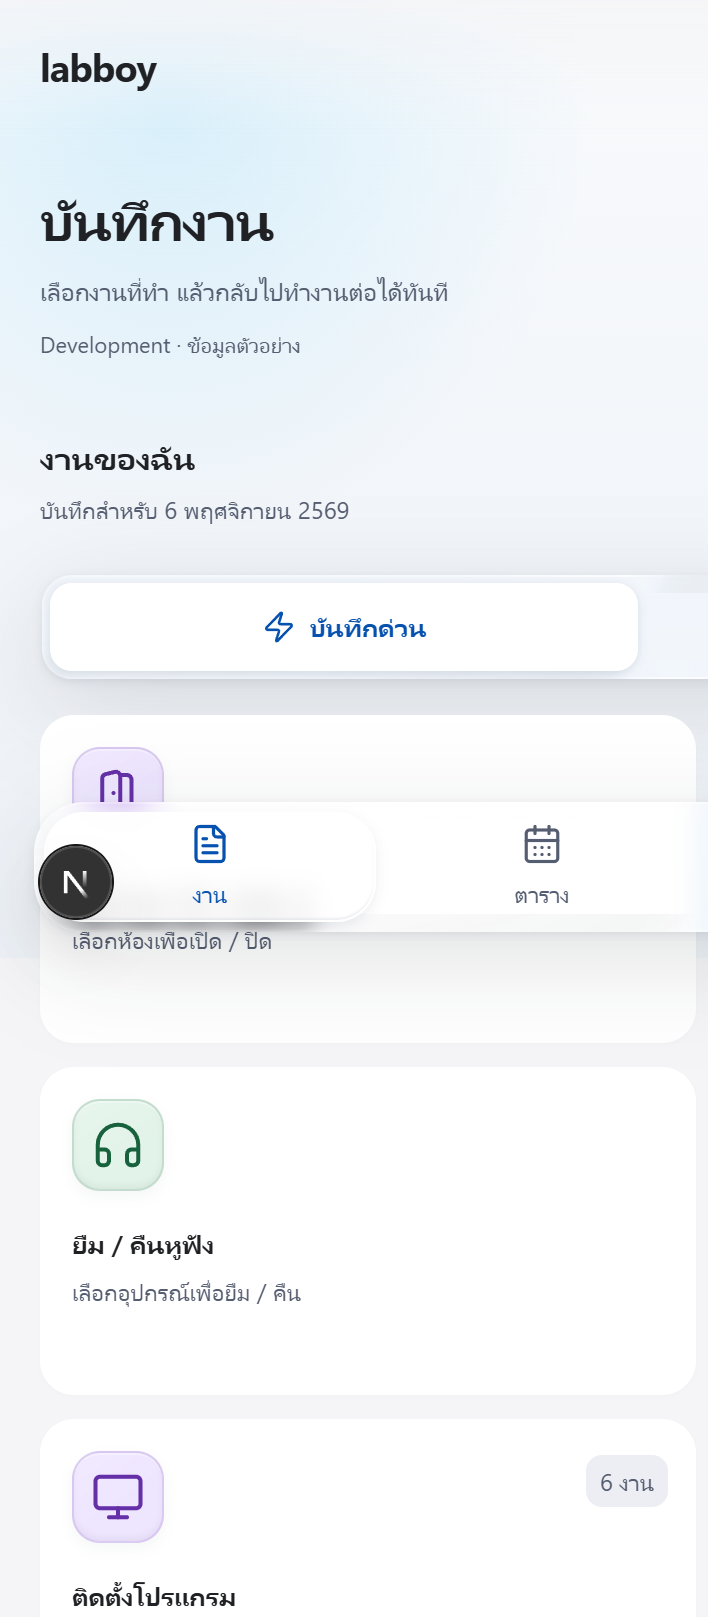 labboy
บันทึกงาน
เลือกงานที่ทำ แล้วกลับไปทำงานต่อได้ทันที
Development · ข้อมูลตัวอย่าง
งานของฉัน
บันทึกสำหรับ 6 พฤศจิกายน 2569
บันทึกด่วน
N
งาน
ตาราง
เลือกห้องเพื่อเปิด / ปิด
ยืม / คืนหูฟัง
เลือกอุปกรณ์เพื่อยืม / คืน
6 งาน
ติดตั้งโปรแกรม